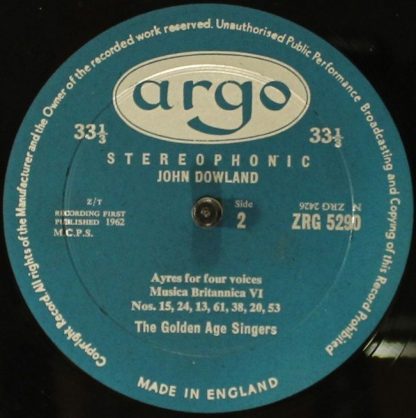 Copyright Record. All rights of the Manufacturer and the Owner of the recorded work reserved. Unauthorised Public Performance Broadcasting and Copying of this Record Prohibited
argo
33⅓ 33⅓
STEREOPHONIC
JOHN DOWLAND
Z/T
RECORDING FIRST
PUBLISHED 1962
M.C.P.S.
Side
2
N ZRG 2426
ZRG 5290
Ayres for four voices
Musica Britannica VI
Nos. 15, 24, 13, 61, 38, 20, 53
The Golden Age Singers
MADE IN ENGLAND